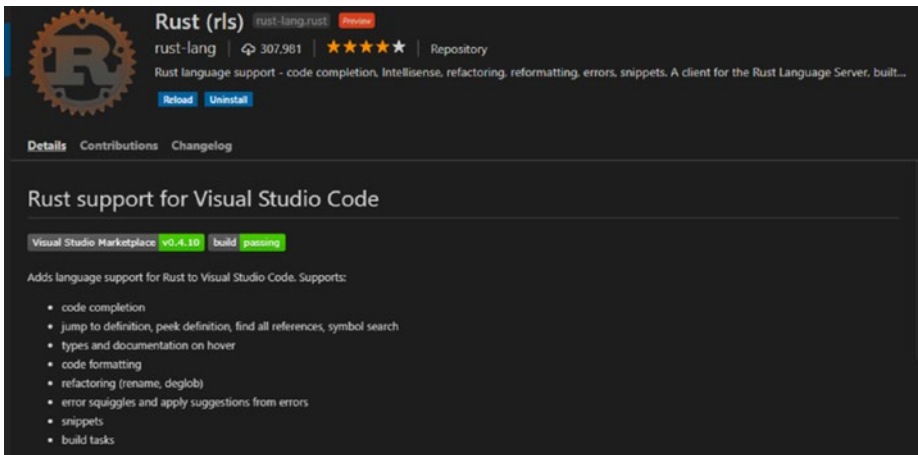 Rust (rls) rust-lang.rust Preview
rust-lang 307,981 Repository
Rust language support - code completion, Intellisense, refactoring, reformatting, errors, snippets. A client for the Rust Language Server, built...
Reload Uninstall
Details Contributions Changelog
Rust support for Visual Studio Code
Visual Studio Marketplace v0.4.10 build passing
Adds language support for Rust to Visual Studio Code. Supports:
• code completion
• jump to definition, peek definition, find all references, symbol search
• types and documentation on hover
• code formatting
• refactoring (rename, deglob)
• error squiggles and apply suggestions from errors
• snippets
• build tasks